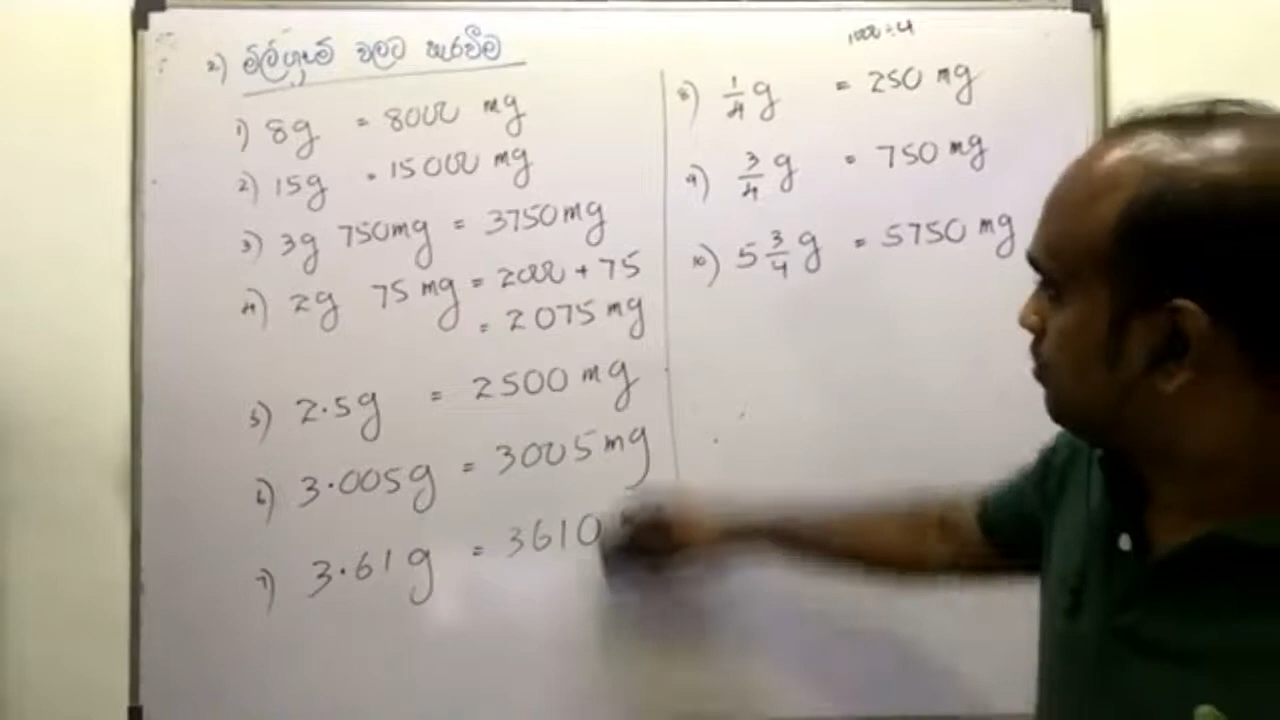 2) මිලිග්‍රෑම් වලට හැරවීම
1) 8g = 8000 mg
2) 15g = 15000 mg
3) 3g 750mg = 3750mg
4) 2g 75 mg = 2000 + 75
= 2075 mg
5) 2.5g = 2500 mg
6) 3.005g = 3005 mg
7) 3.61g = 3610
1000 ÷ 4
8) 1/4 g = 250 mg
9) 3/4 g = 750 mg
10) 5 3/4 g = 5750 mg